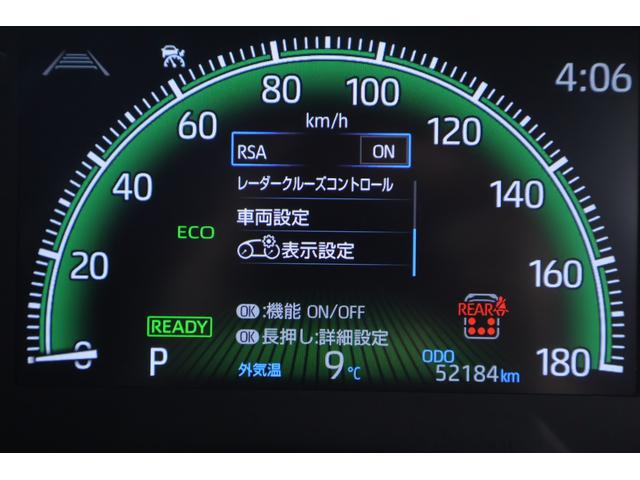 4:06
80
100
60
120
km/h
RSA ON
40
レーダークルーズコントロール
140
車両設定
ECO
表示設定
20
160
OK:機能 ON/OFF
REAR
READY
OK長押し:詳細設定
0
P
外気温 9℃
ODO
52184km
180